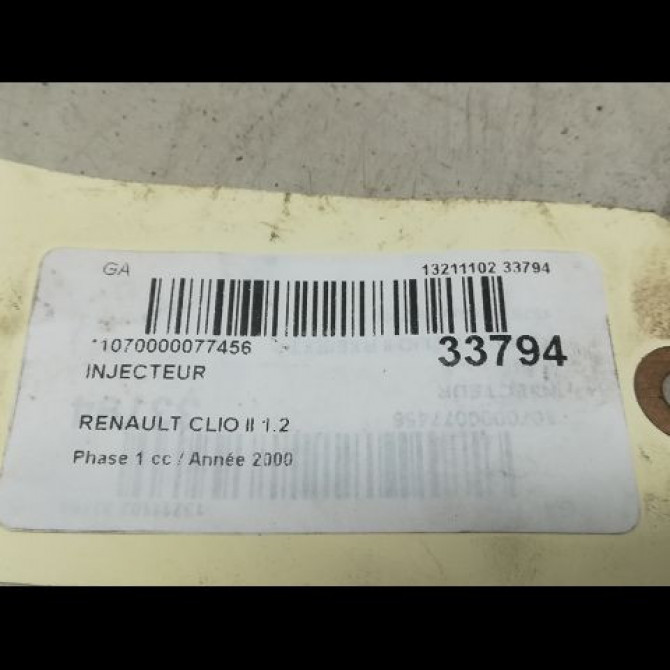 GA 13211102 33794
*1070000077456 33794
INJECTEUR
RENAULT CLIO II 1.2
Phase 1 cc / Année 2000